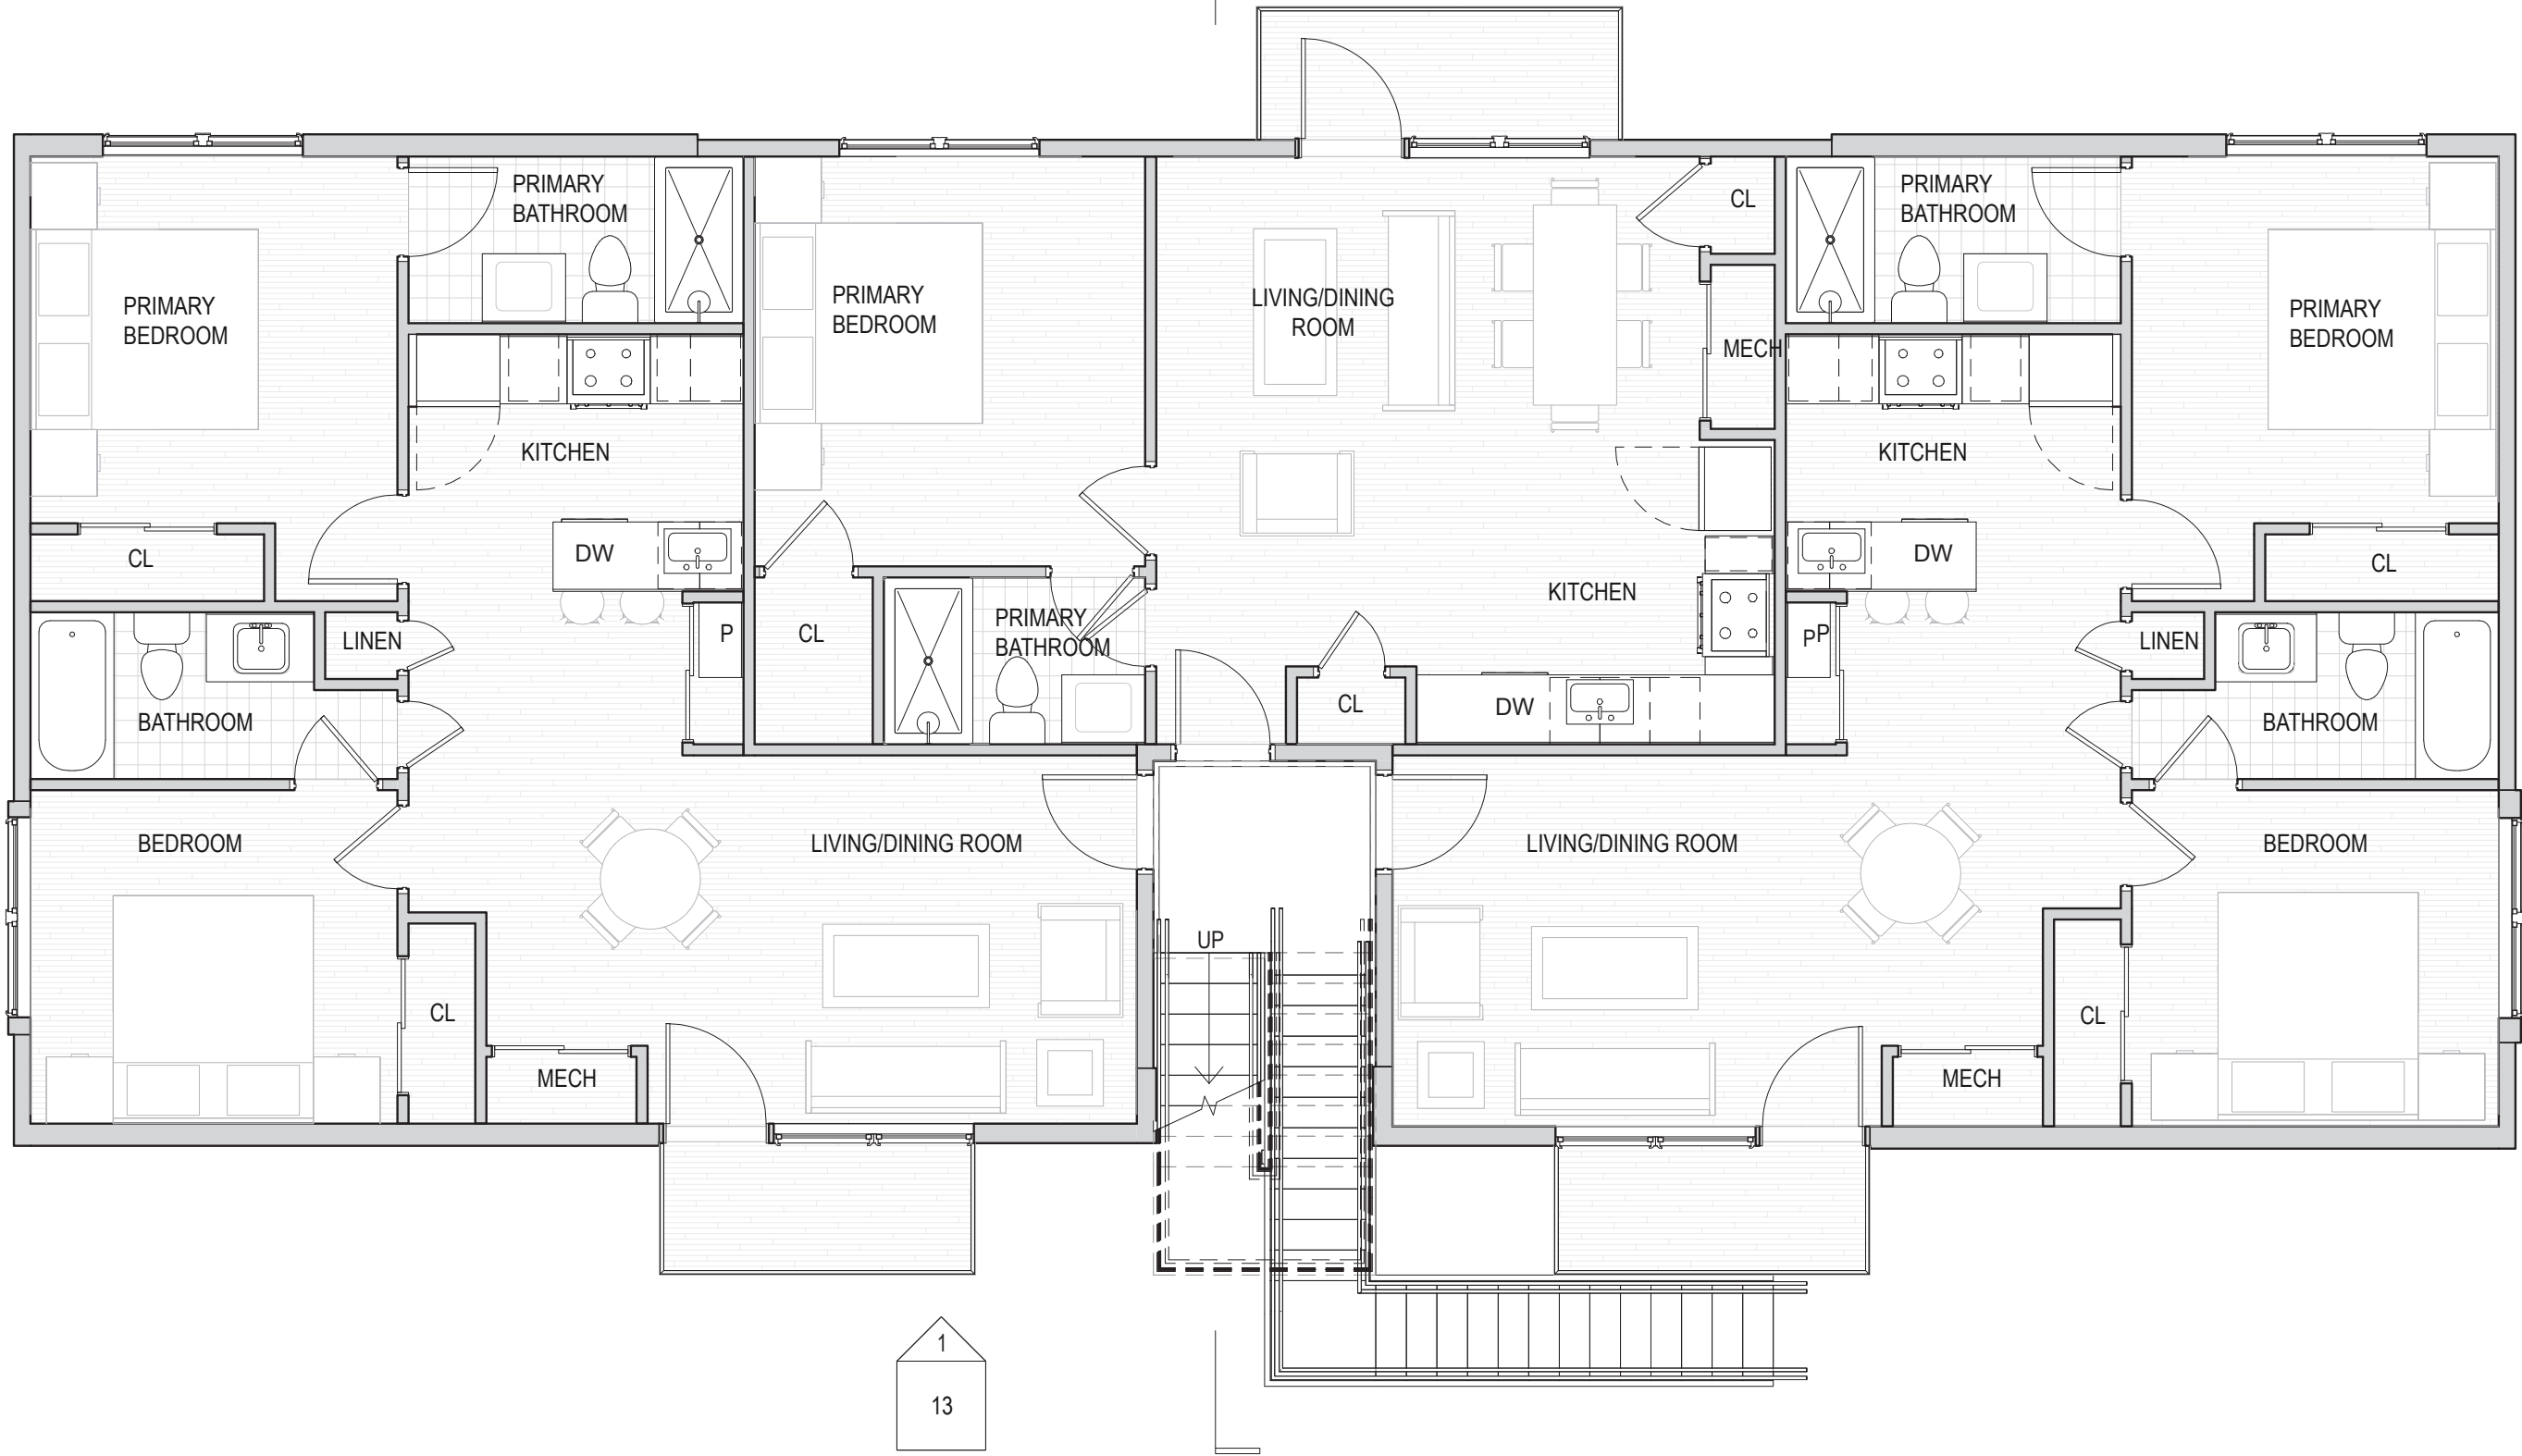 PRIMARY
BATHROOM
CL
PRIMARY
BATHROOM
PRIMARY
BEDROOM
PRIMARY
BEDROOM
LIVING/DINING
ROOM
MECH
PRIMARY
BEDROOM
KITCHEN
KITCHEN
CL
DW
DW
CL
KITCHEN
LINEN
P
CL
PRIMARY
BATHROOM
PP
LINEN
BATHROOM
CL
DW
BATHROOM
BEDROOM
LIVING/DINING ROOM
LIVING/DINING ROOM
BEDROOM
UP
CL
CL
MECH
MECH
1
13